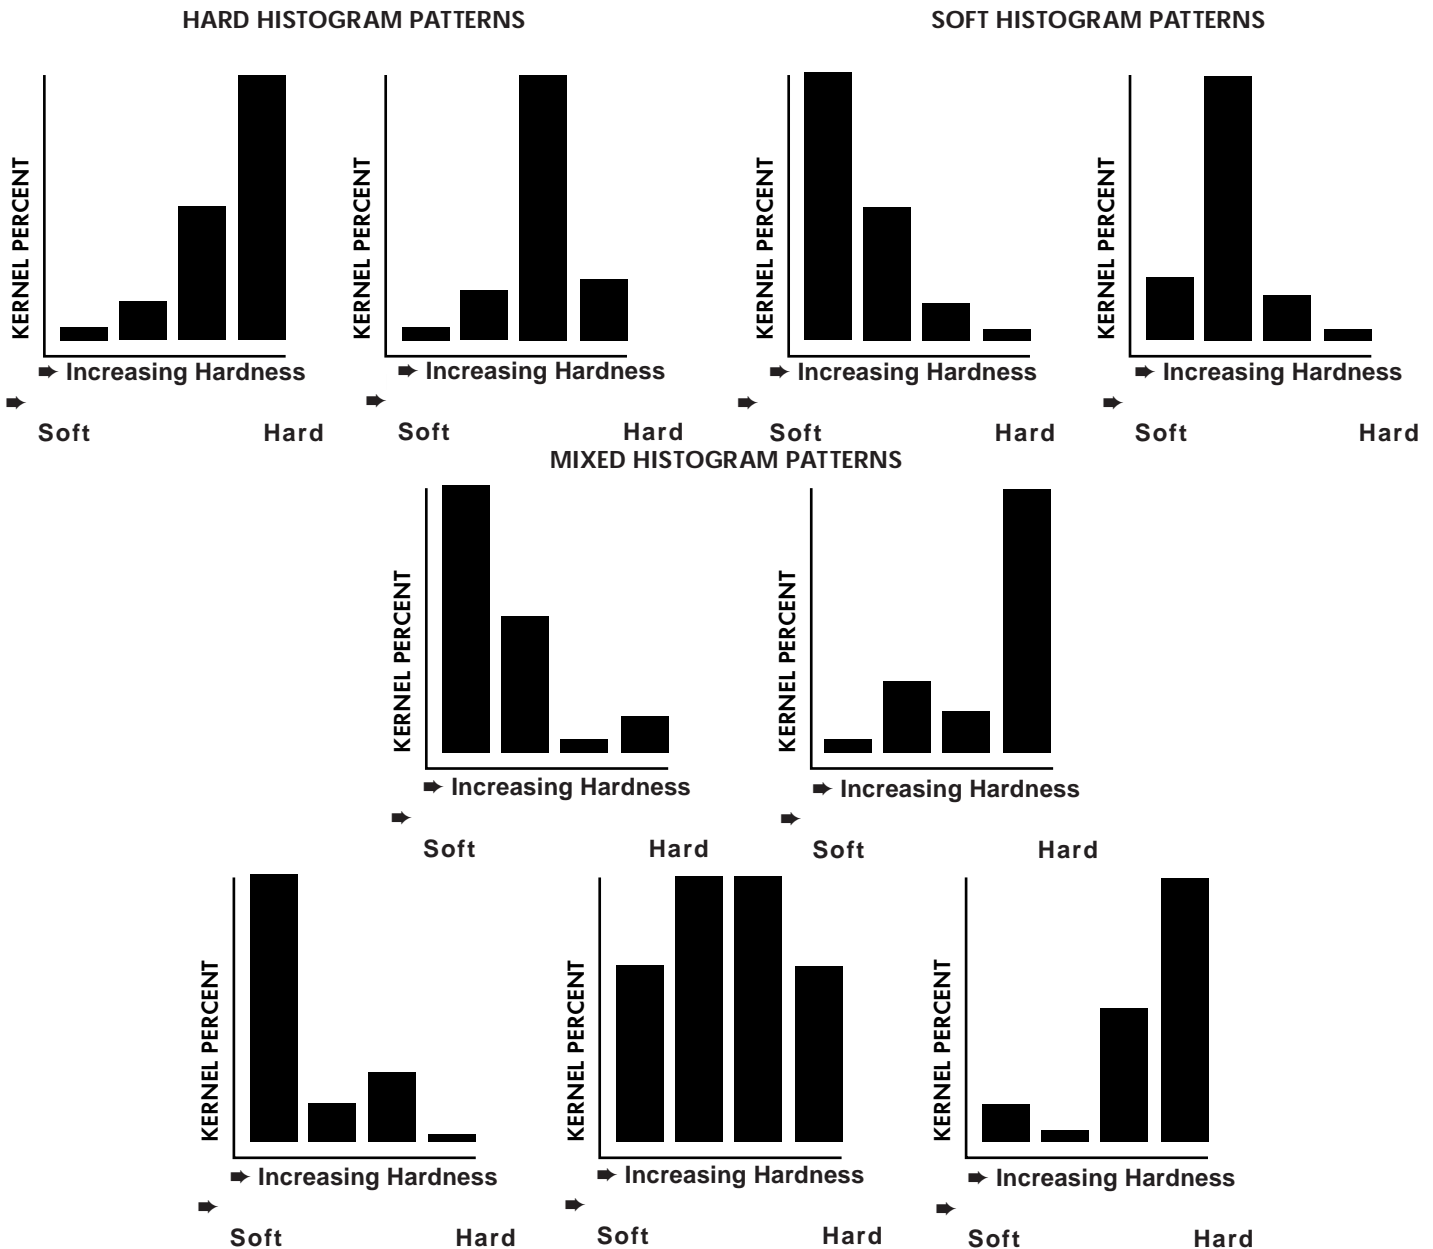 HARD HISTOGRAM PATTERNS
SOFT HISTOGRAM PATTERNS
KERNEL PERCENT
➨ Increasing Hardness
➨
Soft Hard
KERNEL PERCENT
➨ Increasing Hardness
➨
Soft Hard
KERNEL PERCENT
➨ Increasing Hardness
➨
Soft Hard
KERNEL PERCENT
➨ Increasing Hardness
➨
Soft Hard
MIXED HISTOGRAM PATTERNS
KERNEL PERCENT
➨ Increasing Hardness
➨
Soft Hard
KERNEL PERCENT
➨ Increasing Hardness
➨
Soft Hard
KERNEL PERCENT
➨ Increasing Hardness
➨
Soft Hard
KERNEL PERCENT
➨ Increasing Hardness
➨
Soft Hard
KERNEL PERCENT
➨ Increasing Hardness
➨
Soft Hard